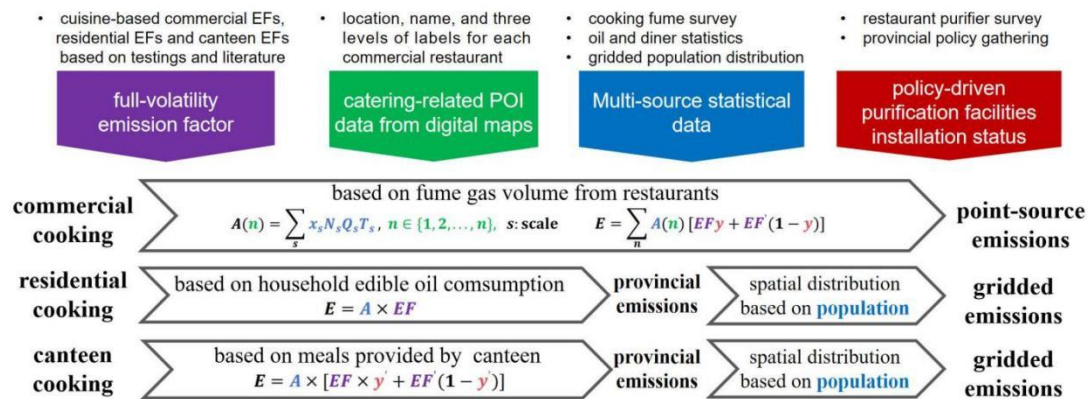 • cuisine-based commercial EFs,
residential EFs and canteen EFs
based on testings and literature
• location, name, and three
levels of labels for each
commercial restaurant
• cooking fume survey
• oil and diner statistics
• gridded population distribution
• restaurant purifier survey
• provincial policy gathering
full-volatility
emission factor
catering-related POI
data from digital maps
Multi-source statistical
data
policy-driven
purification facilities
installation status
commercial
cooking
based on fume gas volume from restaurants
A(n) = ∑ₛ xₛNₛQₛTₛ, n ∈ {1, 2, . . . , n}, s: scale
E = ∑ₙ A(n) [EFy + EF'(1 − y)]
point-source
emissions
residential
cooking
based on household edible oil comsumption
E = A × EF
provincial
emissions
spatial distribution
based on population
gridded
emissions
canteen
cooking
based on meals provided by canteen
E = A × [EF × y' + EF'(1 − y')]
provincial
emissions
spatial distribution
based on population
gridded
emissions